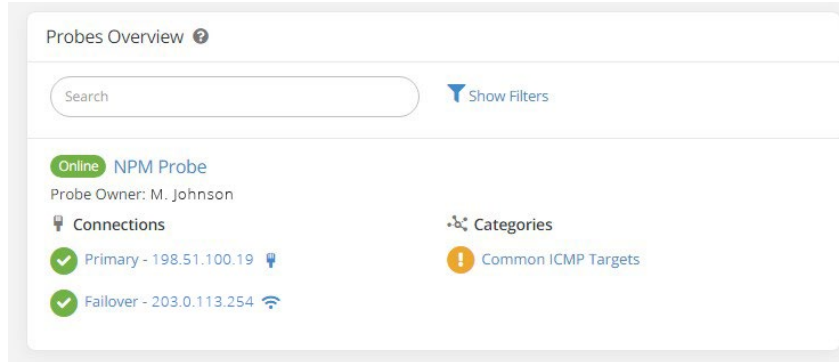 Probes Overview
Search
Show Filters
Online NPM Probe
Probe Owner: M. Johnson
Connections
Categories
Primary - 198.51.100.19
Common ICMP Targets
Failover - 203.0.113.254